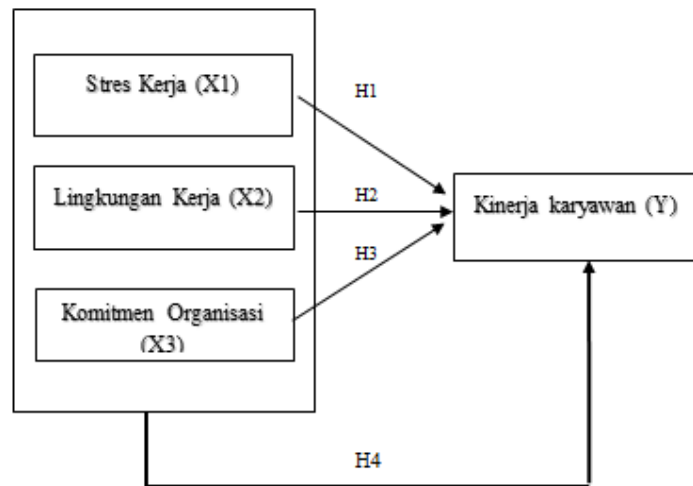 Stres Kerja (X1)
H1
Lingkungan Kerja (X2)
H2
Kinerja karyawan (Y)
H3
Komitmen Organisasi
(X3)
H4